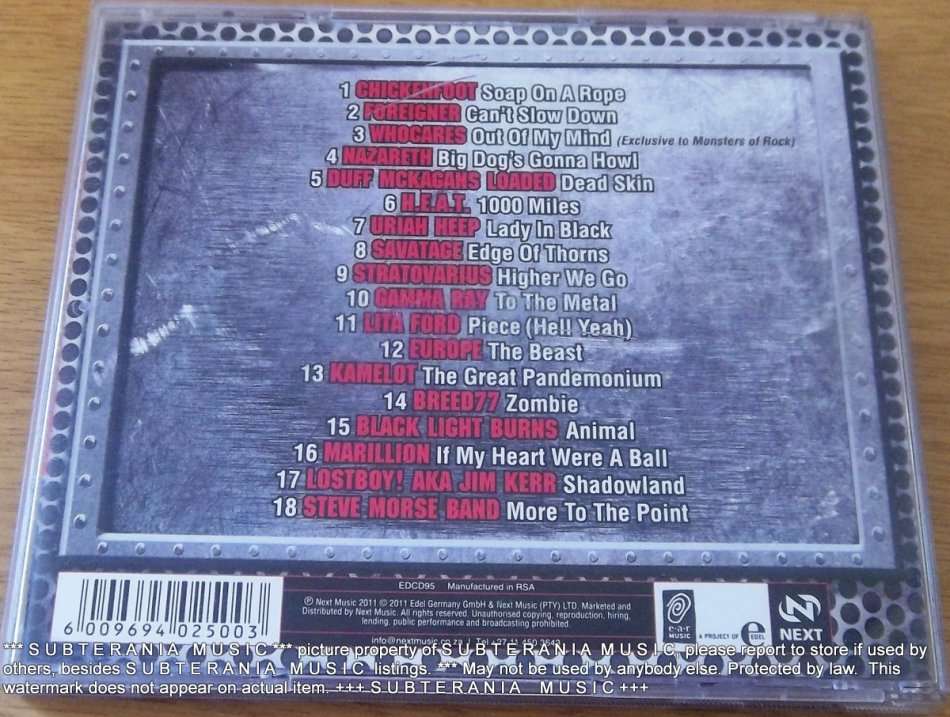 1 CHICKENFOOT Soap On A Rope
2 FOREIGNER Can't Slow Down
3 WHOCARES Out Of My Mind (Exclusive to Monsters of Rock)
4 NAZARETH Big Dog's Gonna Howl
5 DUFF MCKAGANS LOADED Dead Skin
6 H.E.A.T. 1000 Miles
7 URIAH HEEP Lady In Black
8 SAVATAGE Edge Of Thorns
9 STRATOVARIUS Higher We Go
10 GAMMA RAY To The Metal
11 LITA FORD Piece (Hell Yeah)
12 EUROPE The Beast
13 KAMELOT The Great Pandemonium
14 BREED77 Zombie
15 BLACK LIGHT BURNS Animal
16 MARILLION If My Heart Were A Ball
17 LOSTBOY! AKA JIM KERR Shadowland
18 STEVE MORSE BAND More To The Point
EDCD95 Manufactured in RSA
℗ Next Music 2011 © 2011 Edel Germany GmbH & Next Music (PTY) LTD. Marketed and
Distributed by Next Music. All rights reserved. Unauthorised copying, reproduction, hiring,
lending, public performance and broadcasting prohibited.
info@nextmusic.co.za | Tel +27 11 450 2642
6 009694 025003
e·a·r
MUSIC
A PROJECT OF
EDEL
NEXT
*** S U B T E R A N I A M U S I C *** picture property of S U B T E R A N I A M U S I C, please report to store if used by
others, besides S U B T E R A N I A M U S I C listings. *** May not be used by anybody else. Protected by law. This
watermark does not appear on actual item. +++ S U B T E R A N I A M U S I C +++